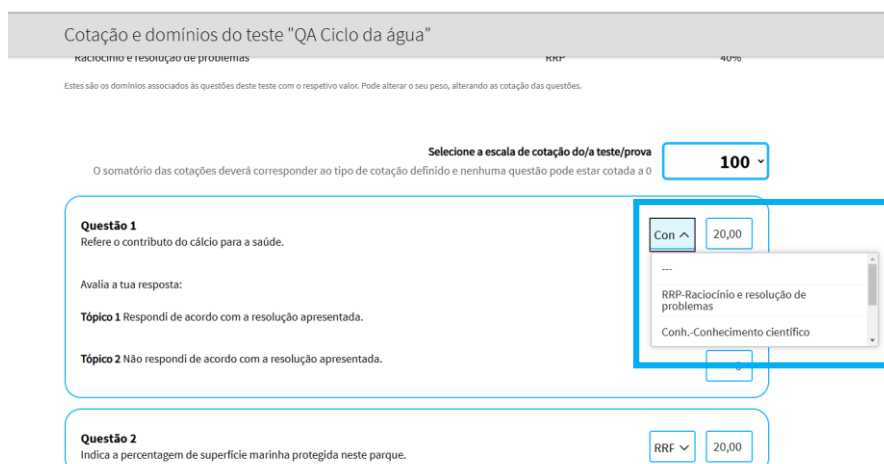 Cotação e domínios do teste "QA Ciclo da água"
Raciocínio e resolução de problemas RRP 40%
Estes são os domínios associados às questões deste teste com o respetivo valor. Pode alterar o seu peso, alterando as cotação das questões.
Selecione a escala de cotação do/a teste/prova
O somatório das cotações deverá corresponder ao tipo de cotação definido e nenhuma questão pode estar cotada a 0
100
Questão 1
Refere o contributo do cálcio para a saúde.
Con 20,00
---
RRP-Raciocínio e resolução de
problemas
Conh.-Conhecimento científico
Avalia a tua resposta:
Tópico 1 Respondi de acordo com a resolução apresentada.
Tópico 2 Não respondi de acordo com a resolução apresentada.
Questão 2
Indica a percentagem de superfície marinha protegida neste parque.
RRF 20,00